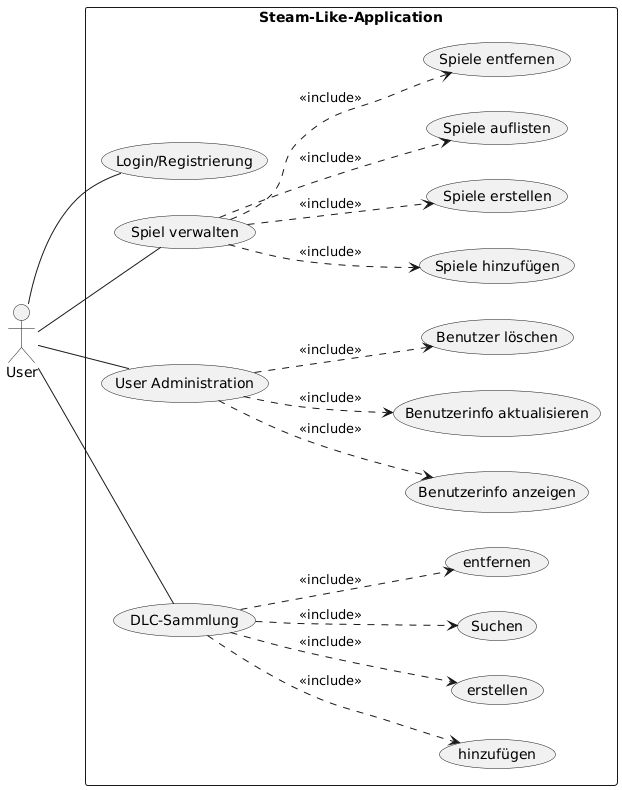 Steam-Like-Application
Spiele entfernen
«include»
Spiele auflisten
Login/Registrierung
«include»
Spiele erstellen
«include»
Spiel verwalten
«include»
Spiele hinzufügen
User
Benutzer löschen
«include»
User Administration
«include»
Benutzerinfo aktualisieren
«include»
Benutzerinfo anzeigen
entfernen
«include»
DLC-Sammlung
«include»
Suchen
«include»
erstellen
«include»
hinzufügen